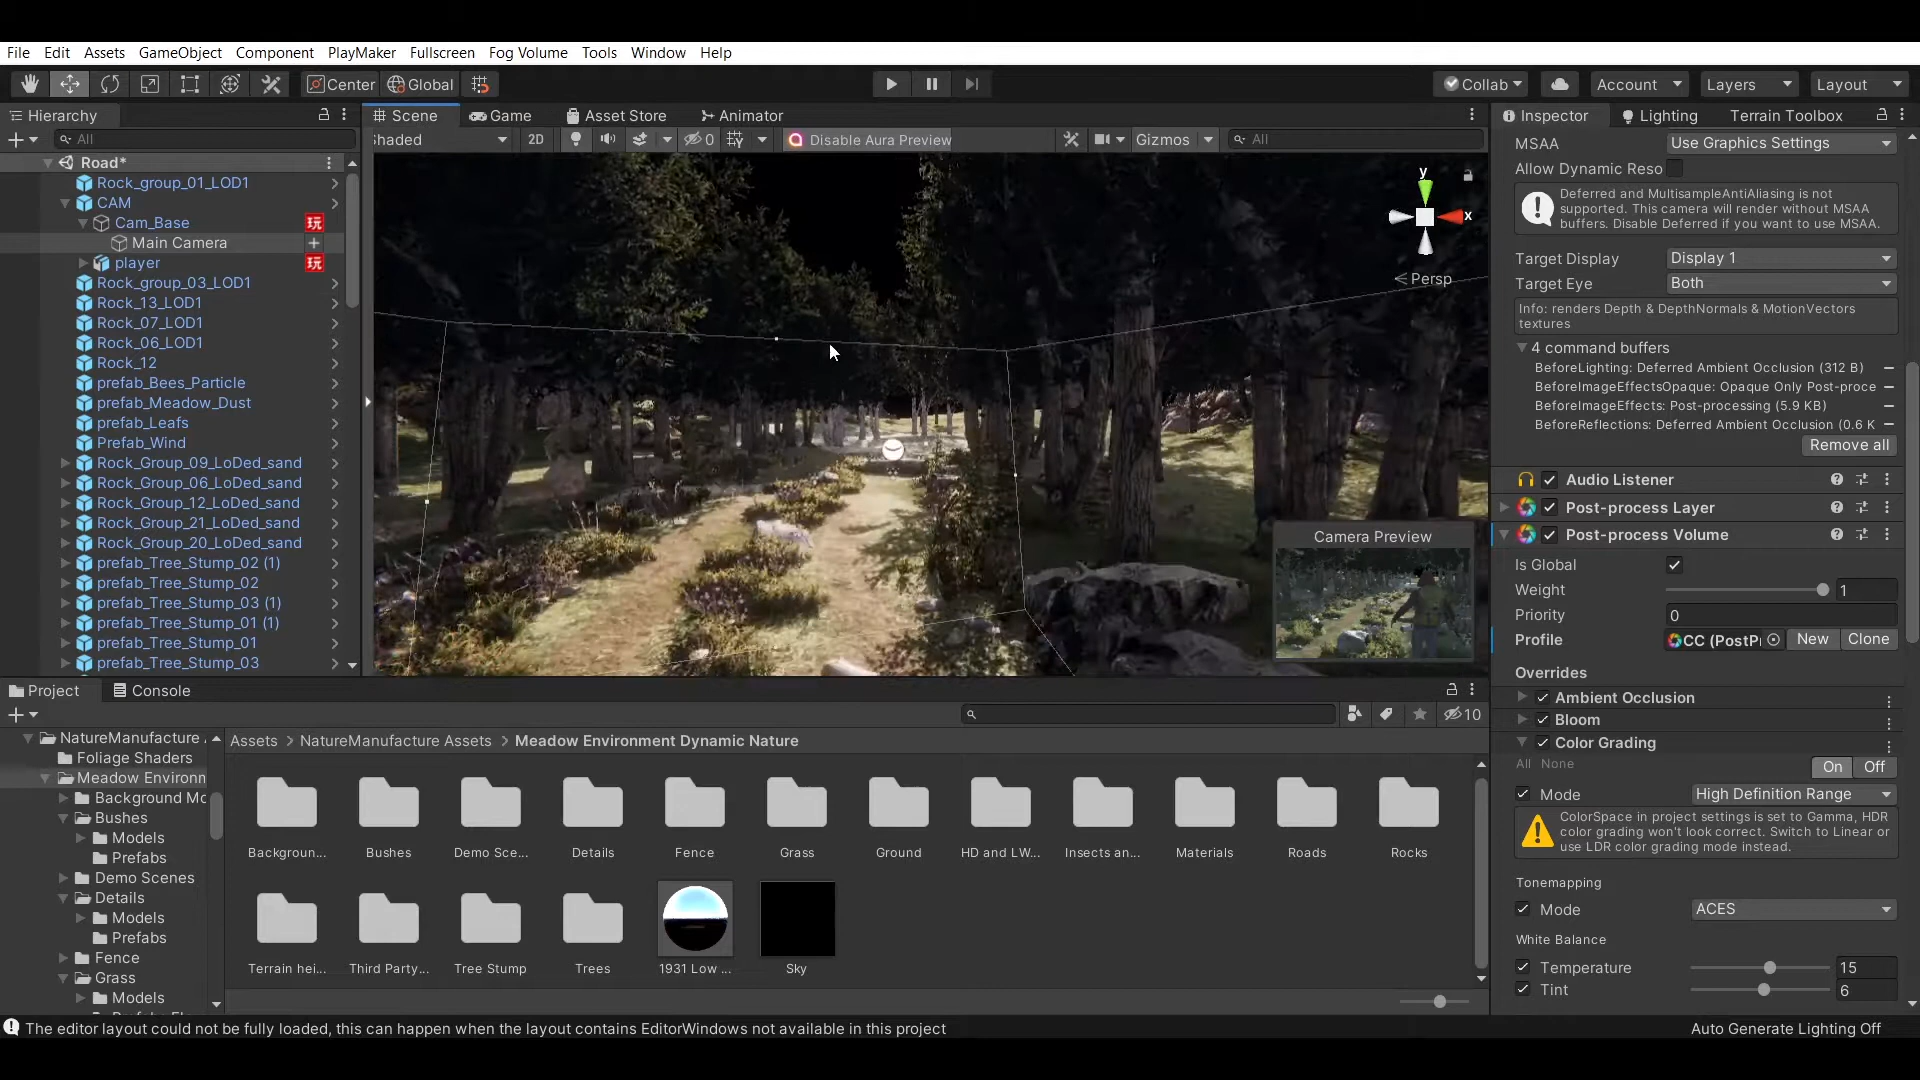 File Edit Assets GameObject Component PlayMaker Fullscreen Fog Volume Tools Window Help
Center Global Collab Account Layers Layout
Hierarchy
All
Road*
Rock_group_01_LOD1
CAM
Cam_Base 玩
Main Camera
player 玩
Rock_group_03_LOD1
Rock_13_LOD1
Rock_07_LOD1
Rock_06_LOD1
Rock_12
prefab_Bees_Particle
prefab_Meadow_Dust
prefab_Leafs
Prefab_Wind
Rock_Group_09_LoDed_sand
Rock_Group_06_LoDed_sand
Rock_Group_12_LoDed_sand
Rock_Group_21_LoDed_sand
Rock_Group_20_LoDed_sand
prefab_Tree_Stump_02 (1)
prefab_Tree_Stump_02
prefab_Tree_Stump_03 (1)
prefab_Tree_Stump_01 (1)
prefab_Tree_Stump_01
prefab_Tree_Stump_03
Scene Game Asset Store Animator
Shaded 2D 0 Disable Aura Preview Gizmos All
y
x
< Persp
Camera Preview
Inspector Lighting Terrain Toolbox
MSAA Use Graphics Settings
Allow Dynamic Reso
Deferred and MultisampleAntiAliasing is not
supported. This camera will render without MSAA
buffers. Disable Deferred if you want to use MSAA.
Target Display Display 1
Target Eye Both
Info: renders Depth & DepthNormals & MotionVectors
textures
4 command buffers
BeforeLighting: Deferred Ambient Occlusion (312 B)
BeforeImageEffectsOpaque: Opaque Only Post-proce
BeforeImageEffects: Post-processing (5.9 KB)
BeforeReflections: Deferred Ambient Occlusion (0.6 K
Remove all
Audio Listener
Post-process Layer
Post-process Volume
Is Global
Weight 1
Priority 0
Profile CC (PostPr New Clone
Overrides
Ambient Occlusion
Bloom
Color Grading
All None On Off
Mode High Definition Range
ColorSpace in project settings is set to Gamma, HDR
color grading won't look correct. Switch to Linear or
use LDR color grading mode instead.
Tonemapping
Mode ACES
White Balance
Temperature 15
Tint 6
Project Console
10
NatureManufacture
Foliage Shaders
Meadow Environn
Background Mc
Bushes
Models
Prefabs
Demo Scenes
Details
Models
Prefabs
Fence
Grass
Models
Assets > NatureManufacture Assets > Meadow Environment Dynamic Nature
Backgroun... Bushes Demo Sce... Details Fence Grass Ground HD and LW... Insects an... Materials Roads Rocks
Terrain hei... Third Party... Tree Stump Trees 1931 Low ... Sky
The editor layout could not be fully loaded, this can happen when the layout contains EditorWindows not available in this project
Auto Generate Lighting Off